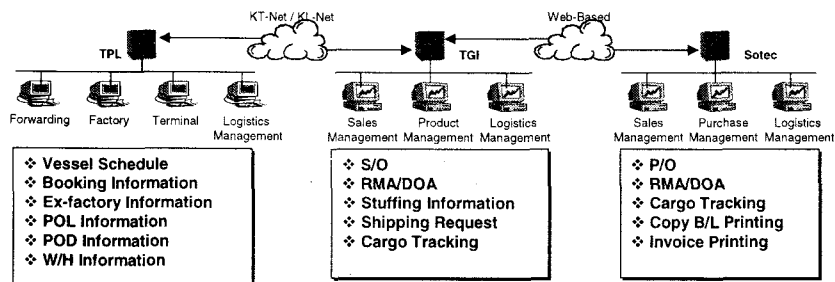 KT-Net / KL-Net
Web-Based
TPL
TGI
Sotec
Forwarding
Factory
Terminal
Logistics
Management
Sales
Management
Product
Management
Logistics
Management
Sales
Management
Purchase
Management
Logistics
Management
❖ Vessel Schedule
❖ Booking Information
❖ Ex-factory Information
❖ POL Information
❖ POD Information
❖ W/H Information
❖ S/O
❖ RMA/DOA
❖ Stuffing Information
❖ Shipping Request
❖ Cargo Tracking
❖ P/O
❖ RMA/DOA
❖ Cargo Tracking
❖ Copy B/L Printing
❖ Invoice Printing